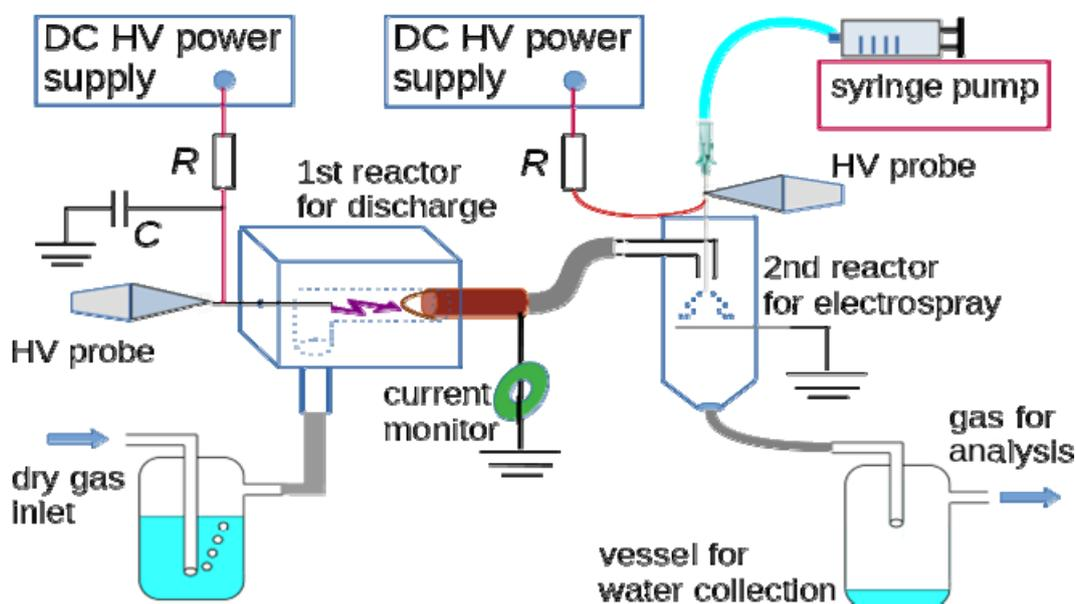 DC HV power
supply
DC HV power
supply
syringe pump
R
1st reactor
for discharge
R
HV probe
C
2nd reactor
for electrospray
HV probe
current
monitor
gas for
analysis
dry gas
inlet
vessel for
water collection